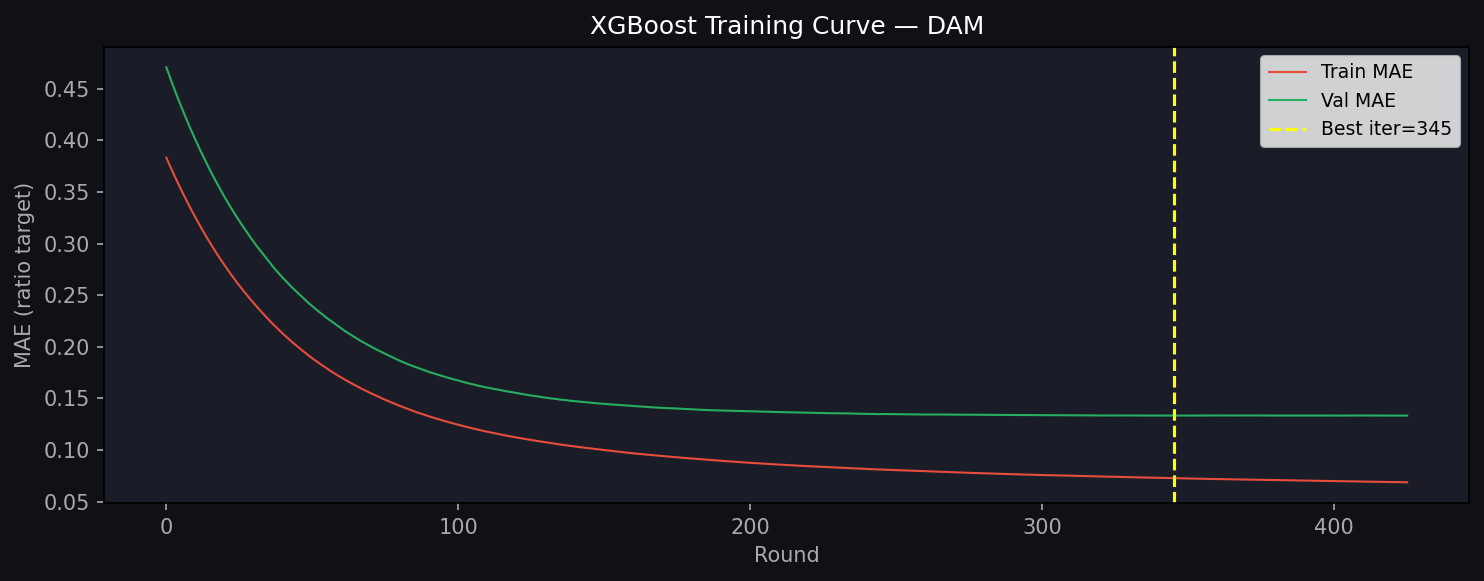 XGBoost Training Curve — DAM
MAE (ratio target)
0.45
0.40
0.35
0.30
0.25
0.20
0.15
0.10
0.05
Train MAE
Val MAE
Best iter=345
0 100 200 300 400
Round